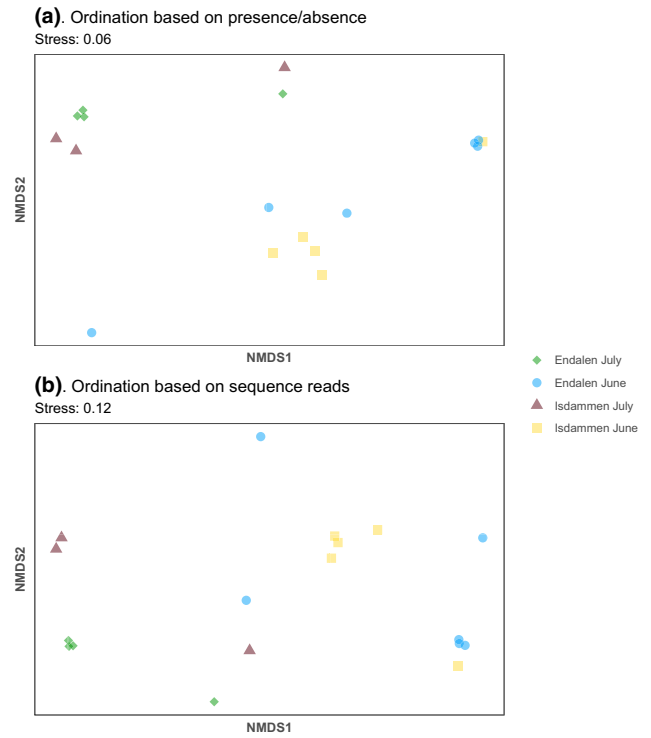 (a). Ordination based on presence/absence
Stress: 0.06
NMDS2
NMDS1
(b). Ordination based on sequence reads
Stress: 0.12
NMDS2
NMDS1
Endalen July
Endalen June
Isdammen July
Isdammen June